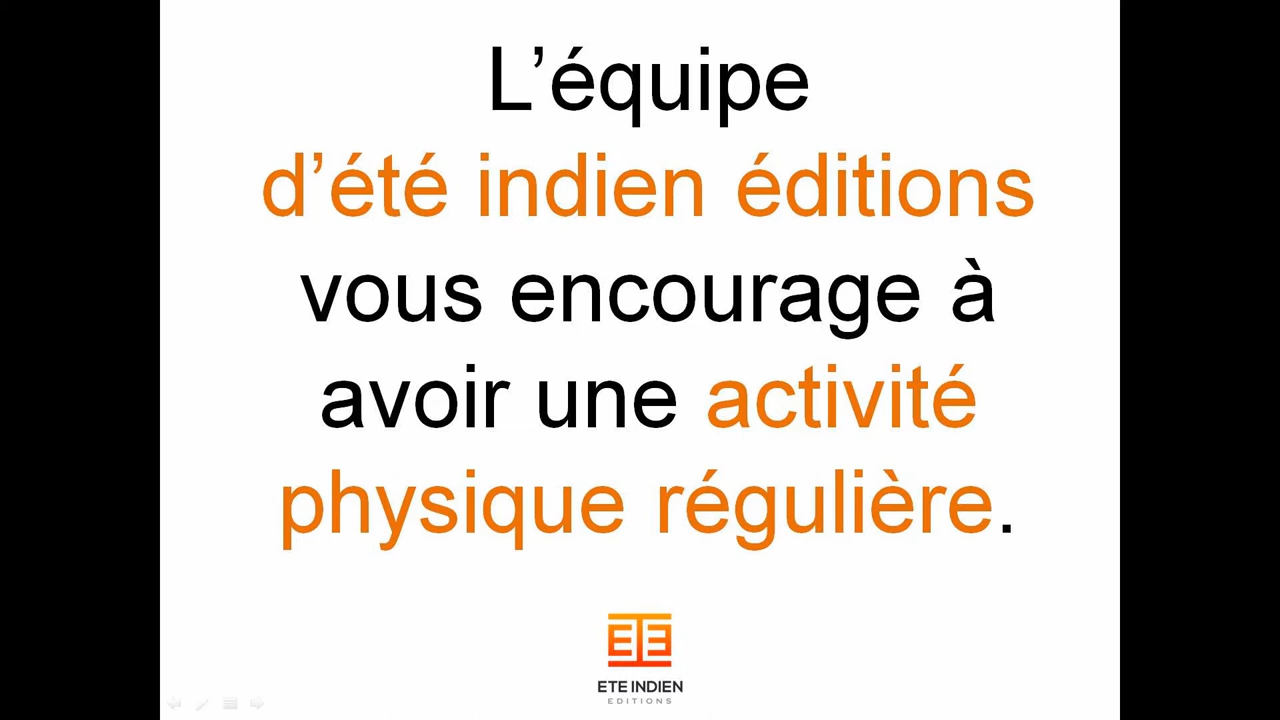 L’équipe
d’été indien éditions
vous encourage à
avoir une activité
physique régulière.
ETE INDIEN
EDITIONS